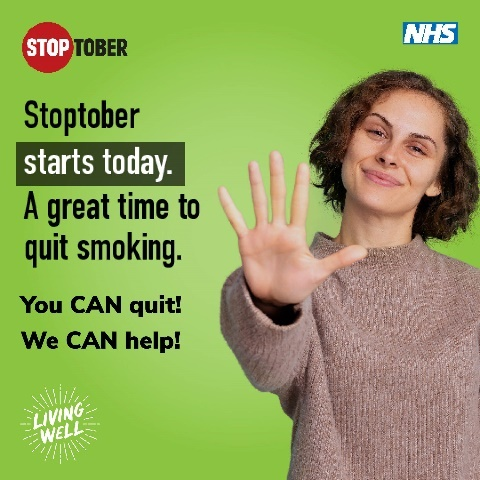 STOPTOBER
NHS
Stoptober
starts today.
A great time to
quit smoking.
You CAN quit!
We CAN help!
LIVING
WELL